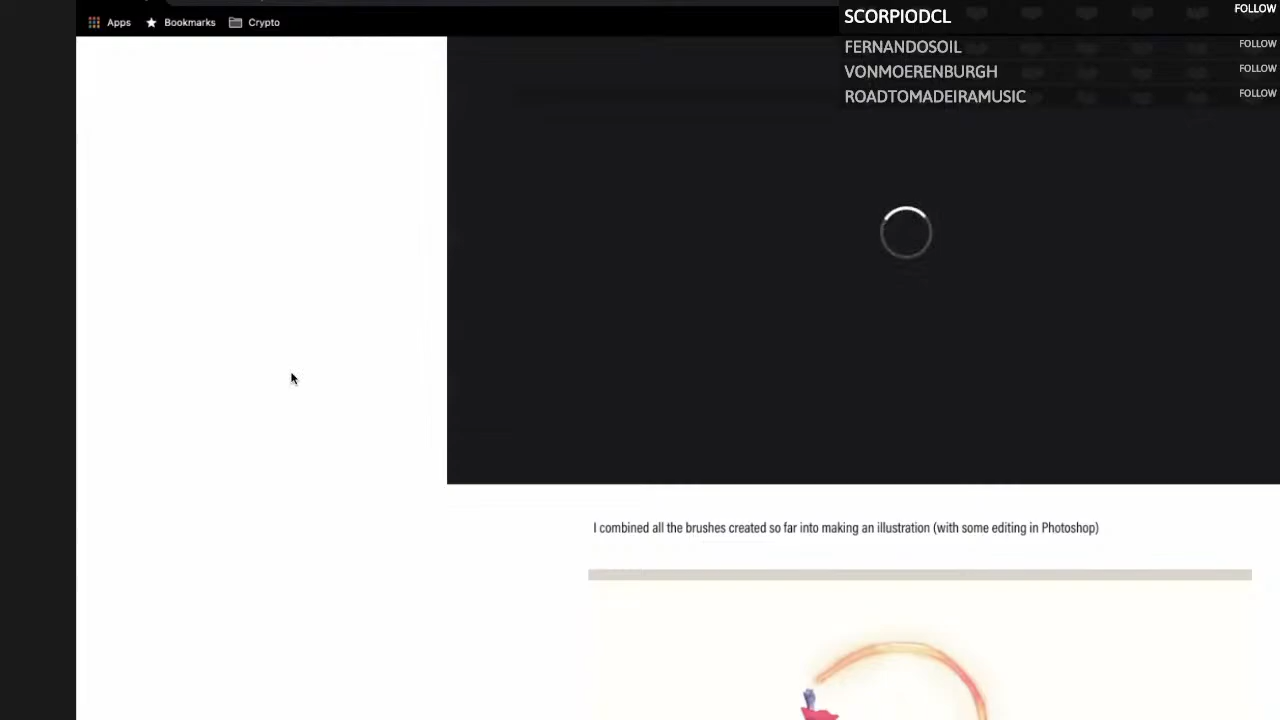 Apps Bookmarks Crypto
SCORPIODCL FOLLOW
FERNANDOSOIL FOLLOW
VONMOERENBURGH FOLLOW
ROADTOMADEIRAMUSIC FOLLOW
I combined all the brushes created so far into making an illustration (with some editing in Photoshop)